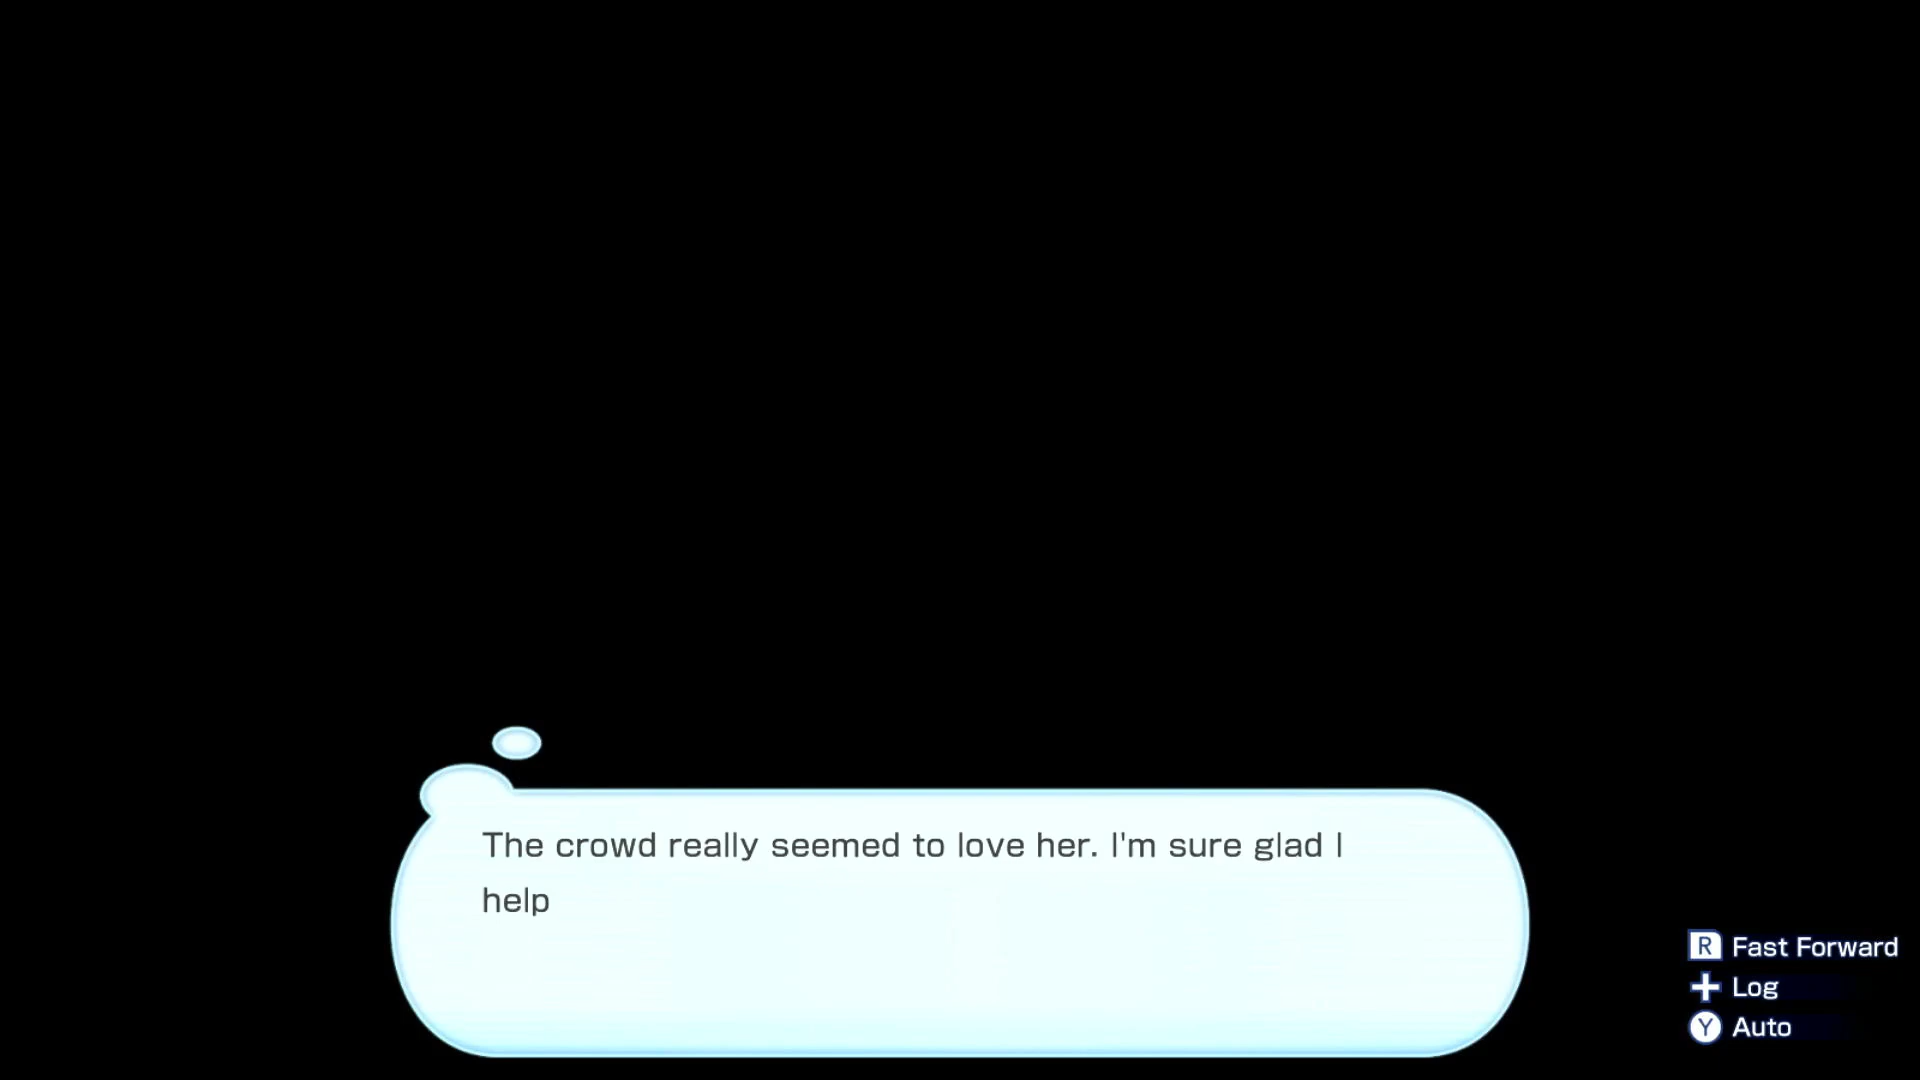 The crowd really seemed to love her. I'm sure glad I
help
R Fast Forward
Log
Y Auto